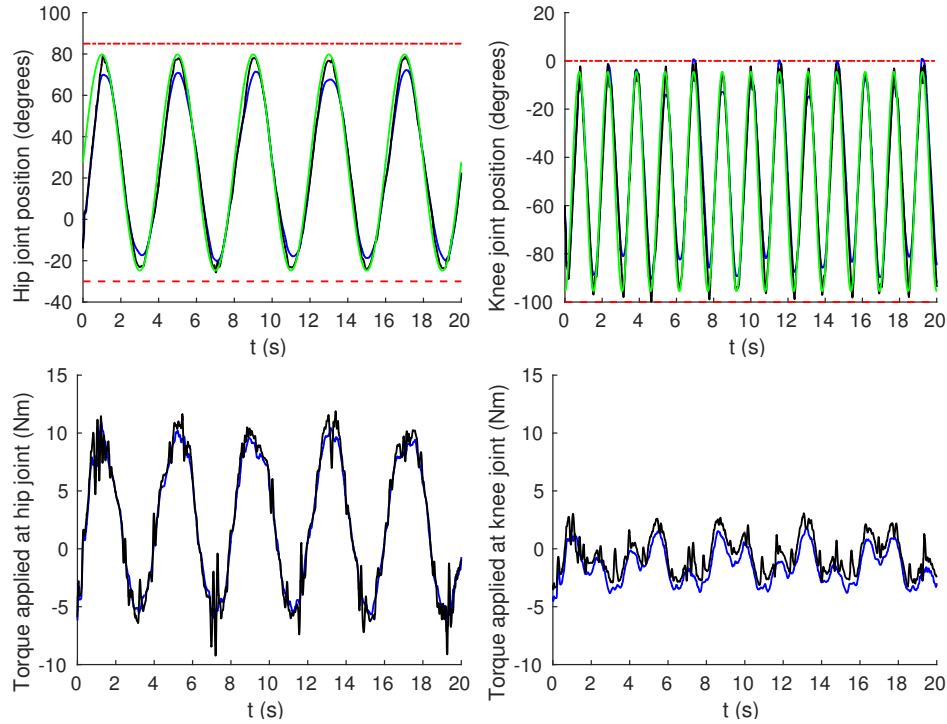 Hip joint position (degrees)
100
80
60
40
20
0
-20
-40
0 2 4 6 8 10 12 14 16 18 20
t (s)
Knee joint position (degrees)
20
0
-20
-40
-60
-80
-100
0 2 4 6 8 10 12 14 16 18 20
t (s)
Torque applied at hip joint (Nm)
15
10
5
0
-5
-10
0 2 4 6 8 10 12 14 16 18 20
t (s)
Torque applied at knee joint (Nm)
15
10
5
0
-5
-10
0 2 4 6 8 10 12 14 16 18 20
t (s)